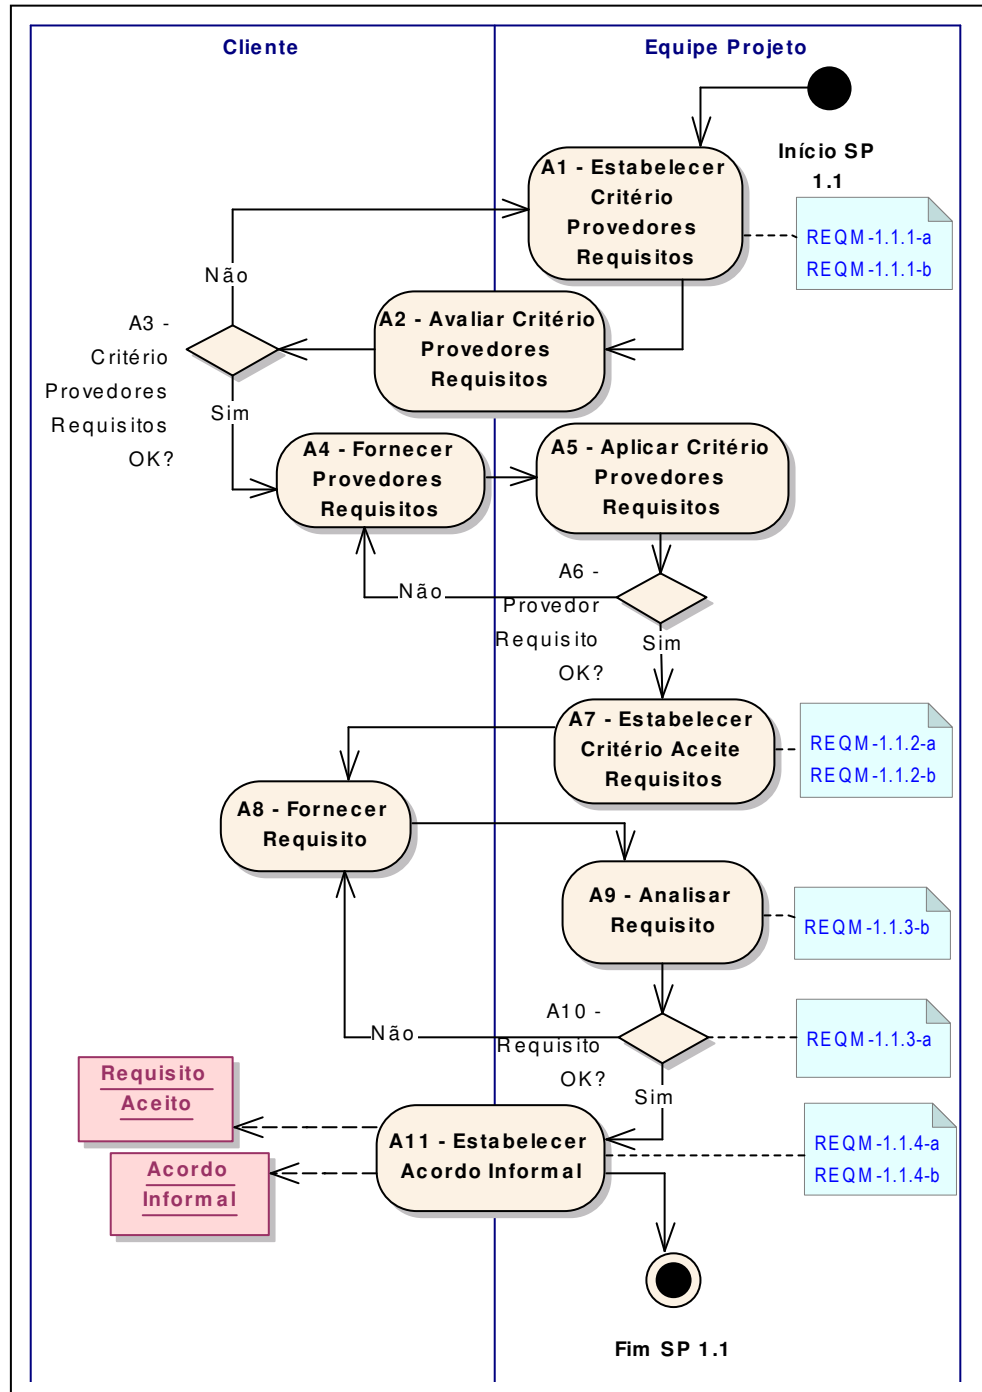 Cliente
Equipe Projeto
Início SP
1.1
A1 - Estabelecer
Critério
Provedores
Requisitos
REQM-1.1.1-a
REQM-1.1.1-b
Não
A2 - Avaliar Critério
Provedores
Requisitos
A3 -
Critério
Provedores
Requisitos
OK?
Sim
A4 - Fornecer
Provedores
Requisitos
A5 - Aplicar Critério
Provedores
Requisitos
A6 -
Provedor
Requisito
OK?
Não
Sim
A7 - Estabelecer
Critério Aceite
Requisitos
REQM-1.1.2-a
REQM-1.1.2-b
A8 - Fornecer
Requisito
A9 - Analisar
Requisito
REQM-1.1.3-b
A10 -
Requisito
OK?
Não
Sim
REQM-1.1.3-a
Requisito
Aceito
A11 - Estabelecer
Acordo Informal
REQM-1.1.4-a
REQM-1.1.4-b
Acordo
Informal
Fim SP 1.1